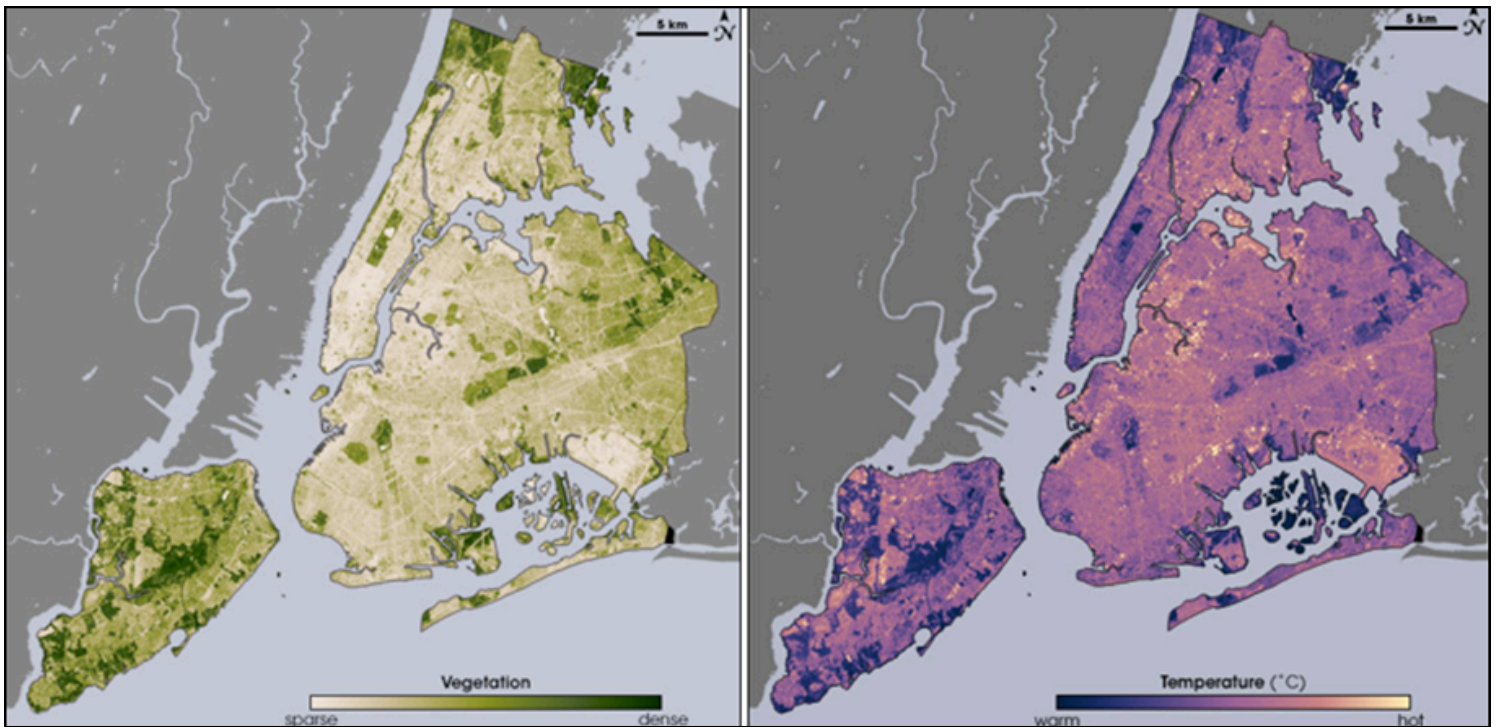 5 km
N
Vegetation
sparse
dense
5 km
N
Temperature (°C)
warm
hot